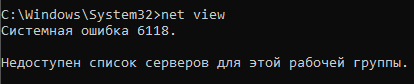 C:\Windows\System32>net view
Системная ошибка 6118.
Недоступен список серверов для этой рабочей группы.